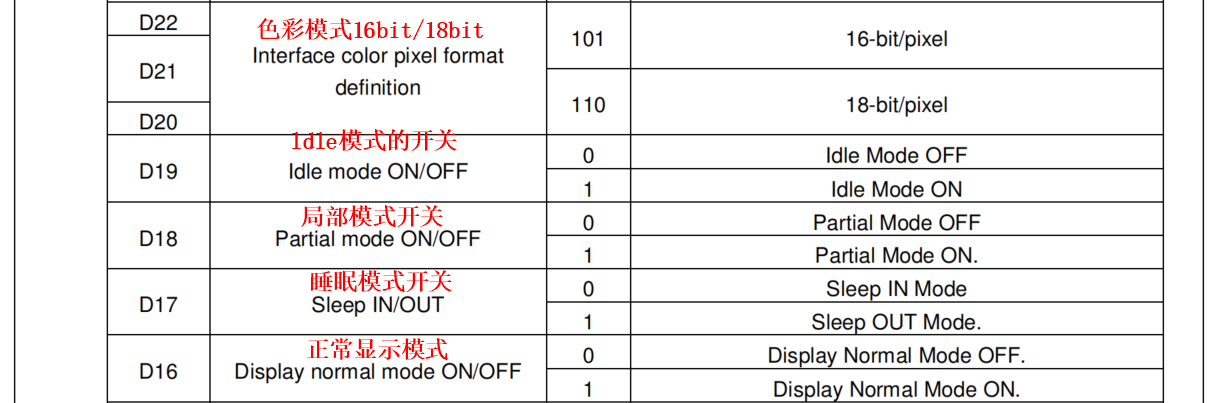 D22
色彩模式16bit/18bit
Interface color pixel format
definition
101
16-bit/pixel
D21
110
18-bit/pixel
D20
ldle模式的开关
D19
Idle mode ON/OFF
0
Idle Mode OFF
1
Idle Mode ON
局部模式开关
D18
Partial mode ON/OFF
0
Partial Mode OFF
1
Partial Mode ON.
睡眠模式开关
D17
Sleep IN/OUT
0
Sleep IN Mode
1
Sleep OUT Mode.
正常显示模式
D16
Display normal mode ON/OFF
0
Display Normal Mode OFF.
1
Display Normal Mode ON.